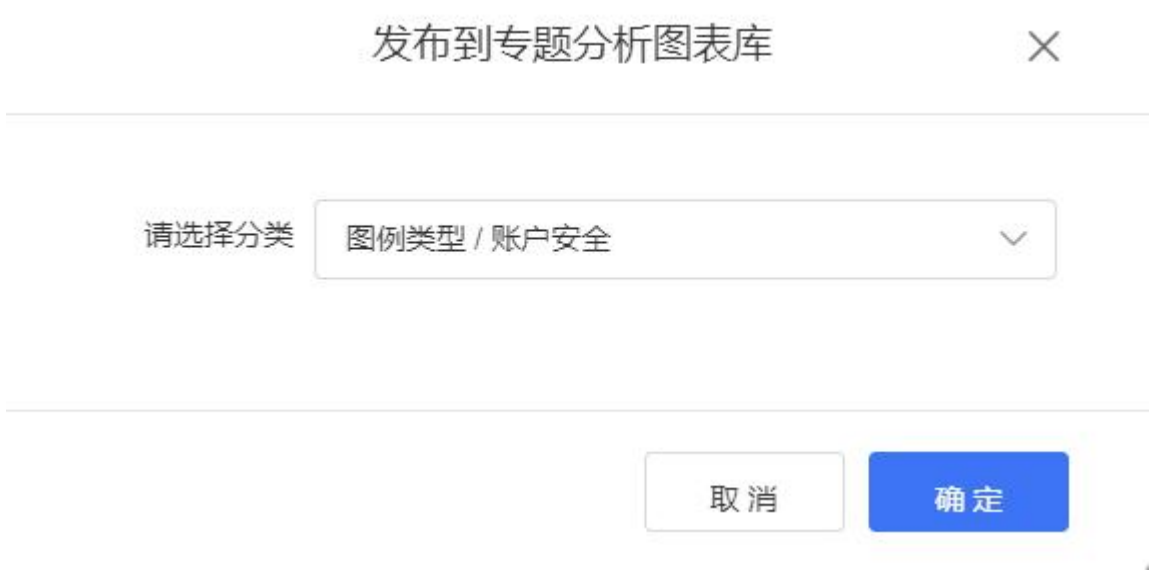 发布到专题分析图表库
请选择分类
图例类型 / 账户安全
取消
确定